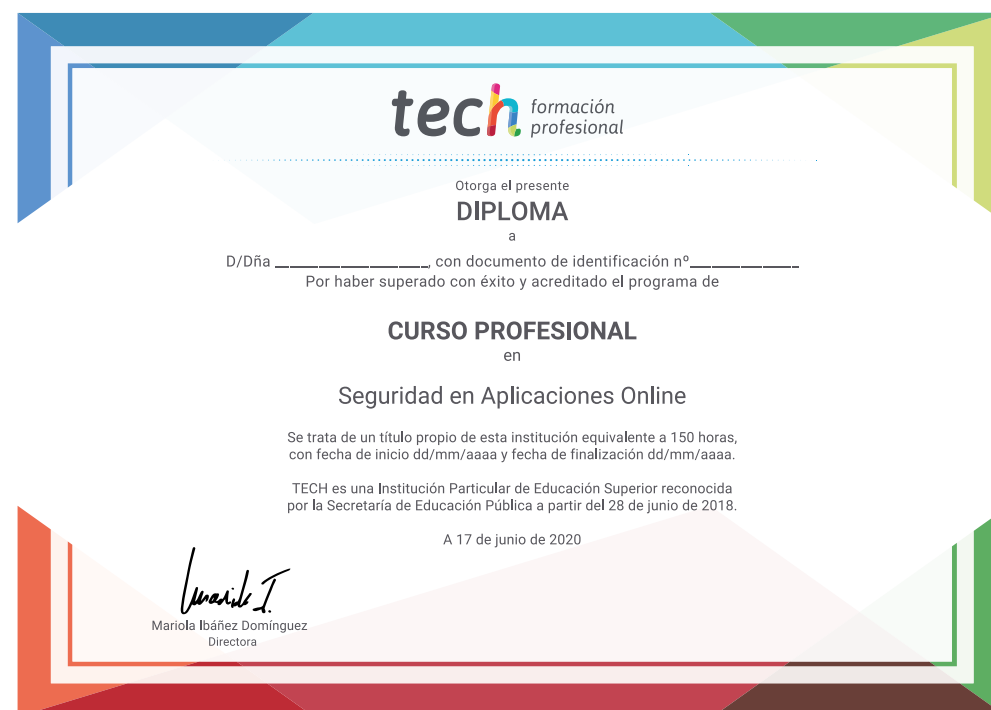 tech formación
profesional
Otorga el presente
DIPLOMA
a
D/Dña ____________________, con documento de identificación nº______________
Por haber superado con éxito y acreditado el programa de
CURSO PROFESIONAL
en
Seguridad en Aplicaciones Online
Se trata de un título propio de esta institución equivalente a 150 horas,
con fecha de inicio dd/mm/aaaa y fecha de finalización dd/mm/aaaa.
TECH es una Institución Particular de Educación Superior reconocida
por la Secretaría de Educación Pública a partir del 28 de junio de 2018.
A 17 de junio de 2020
Mariola Ibáñez Domínguez
Directora